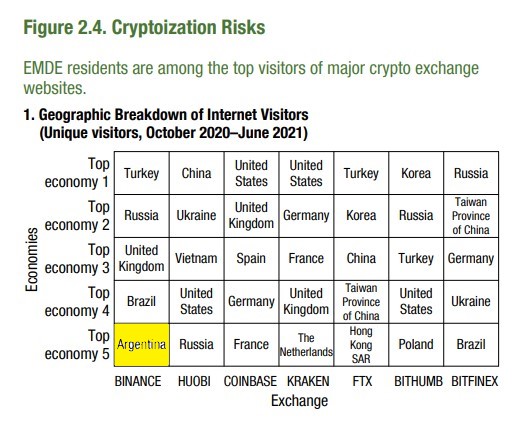 Figure 2.4. Cryptoization Risks
EMDE residents are among the top visitors of major crypto exchange
websites.
1. Geographic Breakdown of Internet Visitors
(Unique visitors, October 2020–June 2021)
Economies
Top economy 1 Turkey China United States United States Turkey Korea Russia
Top economy 2 Russia Ukraine United Kingdom Germany Korea Russia Taiwan Province of China
Top economy 3 United Kingdom Vietnam Spain France China Turkey Germany
Top economy 4 Brazil United States Germany United Kingdom Taiwan Province of China United States Ukraine
Top economy 5 Argentina Russia France The Netherlands Hong Kong SAR Poland Brazil
BINANCE HUOBI COINBASE KRAKEN FTX BITHUMB BITFINEX
Exchange